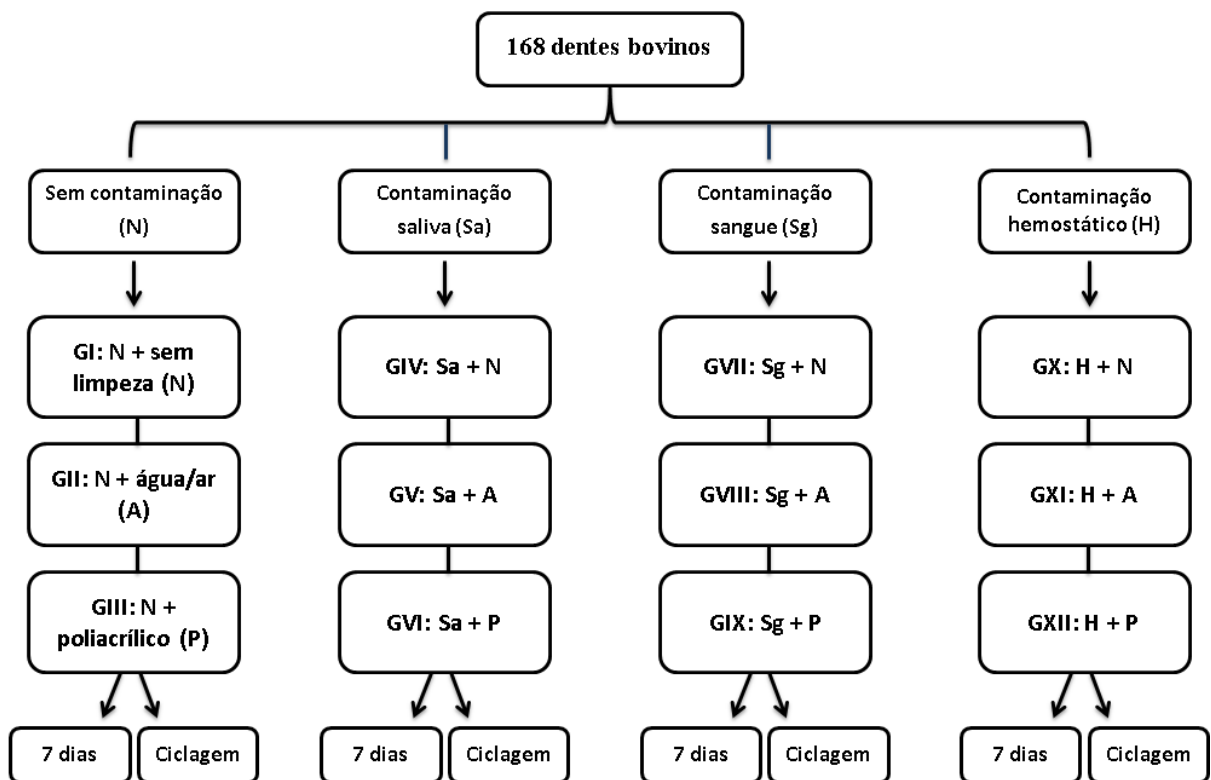 168 dentes bovinos
Sem contaminação
(N)
Contaminação
saliva (Sa)
Contaminação
sangue (Sg)
Contaminação
hemostático (H)
GI: N + sem
limpeza (N)
GIV: Sa + N
GVII: Sg + N
GX: H + N
GII: N + água/ar
(A)
GV: Sa + A
GVIII: Sg + A
GXI: H + A
GIII: N +
poliacrílico (P)
GVI: Sa + P
GIX: Sg + P
GXII: H + P
7 dias
Ciclagem
7 dias
Ciclagem
7 dias
Ciclagem
7 dias
Ciclagem